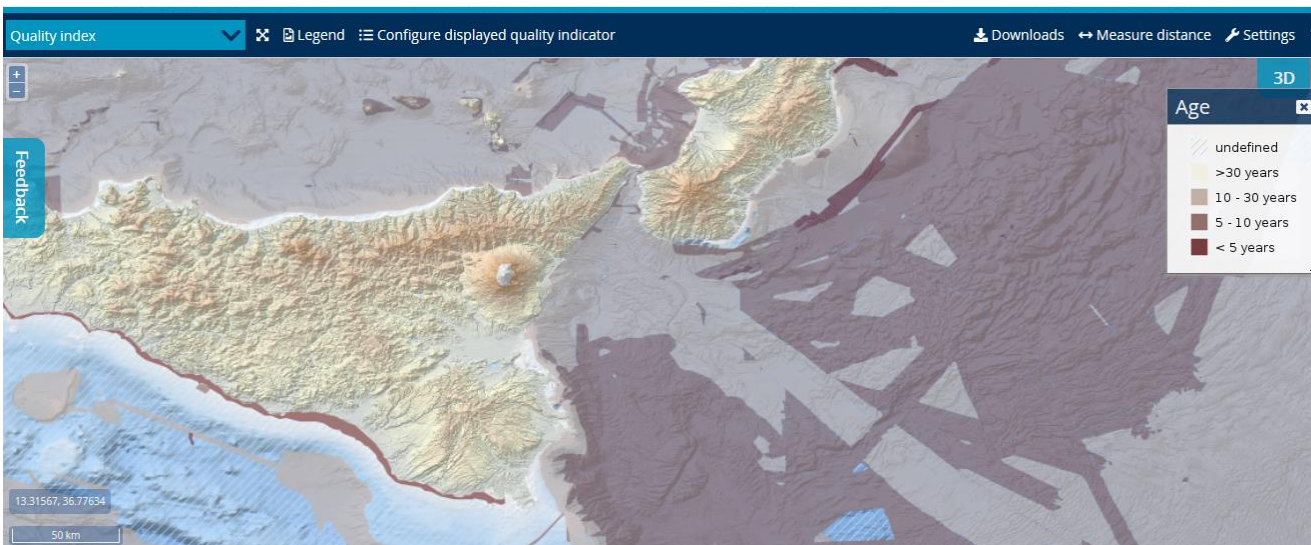 Quality index
Legend
Configure displayed quality indicator
Downloads
Measure distance
Settings
+
−
3D
Age
undefined
>30 years
10 - 30 years
5 - 10 years
< 5 years
Feedback
13.31567, 36.77634
50 km